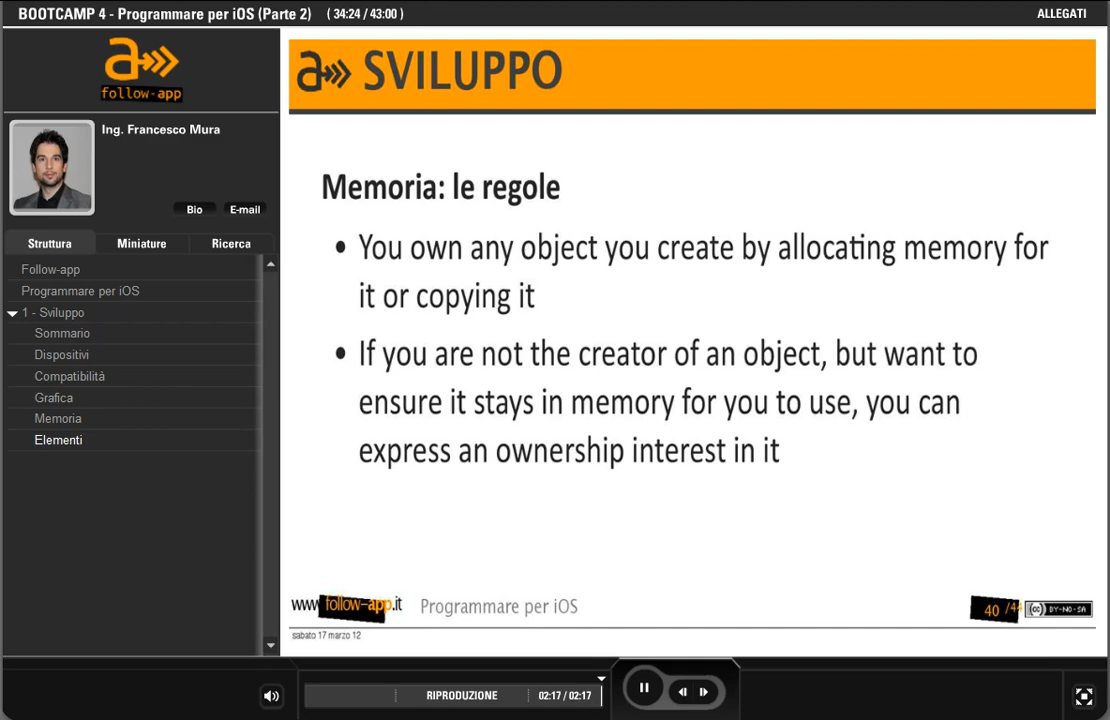 BOOTCAMP 4 - Programmare per iOS (Parte 2) ( 34:24 / 43:00 )
ALLEGATI
a
follow-app
Ing. Francesco Mura
Bio E-mail
Struttura Miniature Ricerca
Follow-app
Programmare per iOS
1 - Sviluppo
Sommario
Dispositivi
Compatibilità
Grafica
Memoria
Elementi
a SVILUPPO
Memoria: le regole
• You own any object you create by allocating memory for
it or copying it
• If you are not the creator of an object, but want to
ensure it stays in memory for you to use, you can
express an ownership interest in it
www.follow-app.it
Programmare per iOS
40
(cc) BY-NO-SA
sabato 17 marzo 12
RIPRODUZIONE 02:17 / 02:17